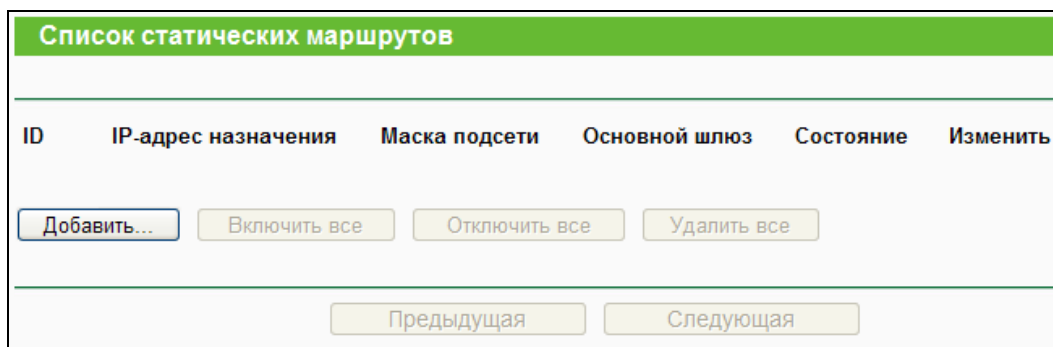 Список статических маршрутов
ID IP-адрес назначения Маска подсети Основной шлюз Состояние Изменить
Добавить... Включить все Отключить все Удалить все
Предыдущая Следующая